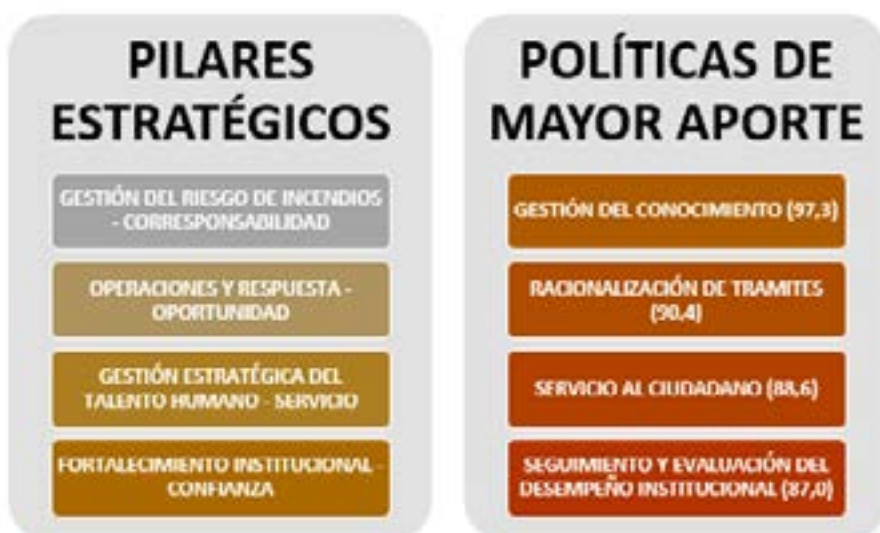 PILARES
ESTRATÉGICOS
GESTIÓN DEL RIESGO DE INCENDIOS
- CORRESPONSABILIDAD
OPERACIONES Y RESPUESTA -
OPORTUNIDAD
GESTIÓN ESTRATÉGICA DEL
TALENTO HUMANO - SERVICIO
FORTALECIMIENTO INSTITUCIONAL -
CONFIANZA
POLÍTICAS DE
MAYOR APORTE
GESTIÓN DEL CONOCIMIENTO (97,3)
RACIONALIZACIÓN DE TRAMITES
(90,4)
SERVICIO AL CIUDADANO (88,6)
SEGUIMIENTO Y EVALUACIÓN DEL
DESEMPEÑO INSTITUCIONAL (87,0)